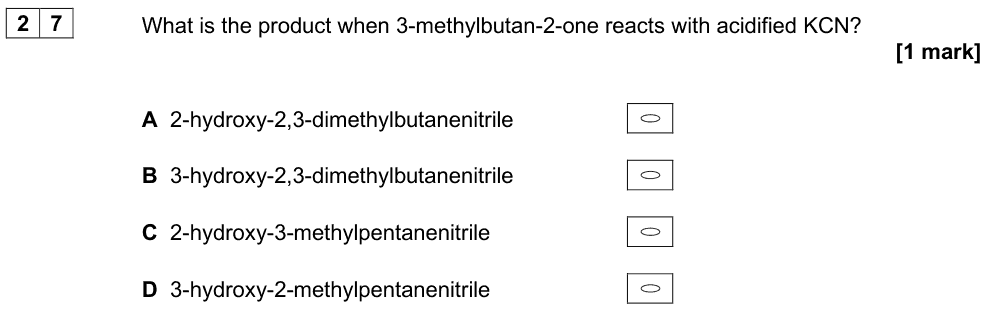 2 7 What is the product when 3-methylbutan-2-one reacts with acidified KCN?
[1 mark]
A 2-hydroxy-2,3-dimethylbutanenitrile
B 3-hydroxy-2,3-dimethylbutanenitrile
C 2-hydroxy-3-methylpentanenitrile
D 3-hydroxy-2-methylpentanenitrile